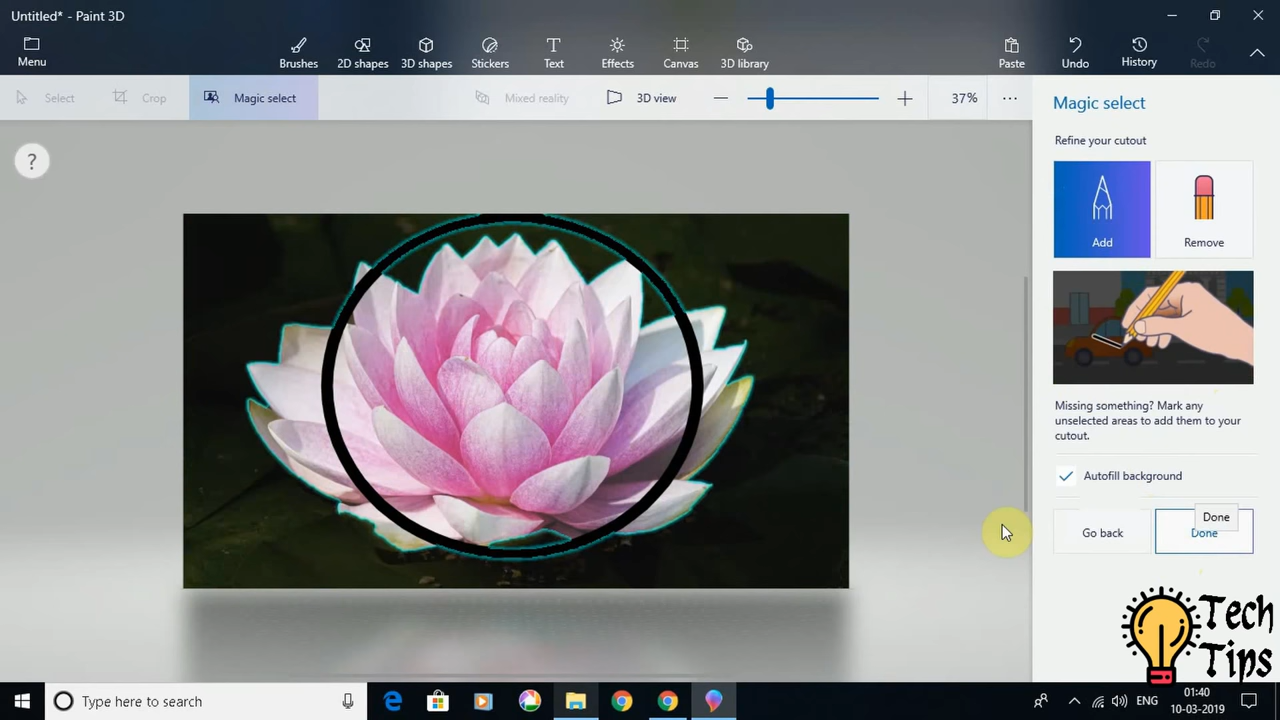 Untitled* - Paint 3D
Menu
Brushes
2D shapes
3D shapes
Stickers
Text
Effects
Canvas
3D library
Paste
Undo
History
Redo
Select
Crop
Magic select
Mixed reality
3D view
37%
?
Magic select
Refine your cutout
Add
Remove
Missing something? Mark any
unselected areas to add them to your
cutout.
Autofill background
Done
Go back
Done
Tech
Tips
Type here to search
ENG
01:40
10-03-2019